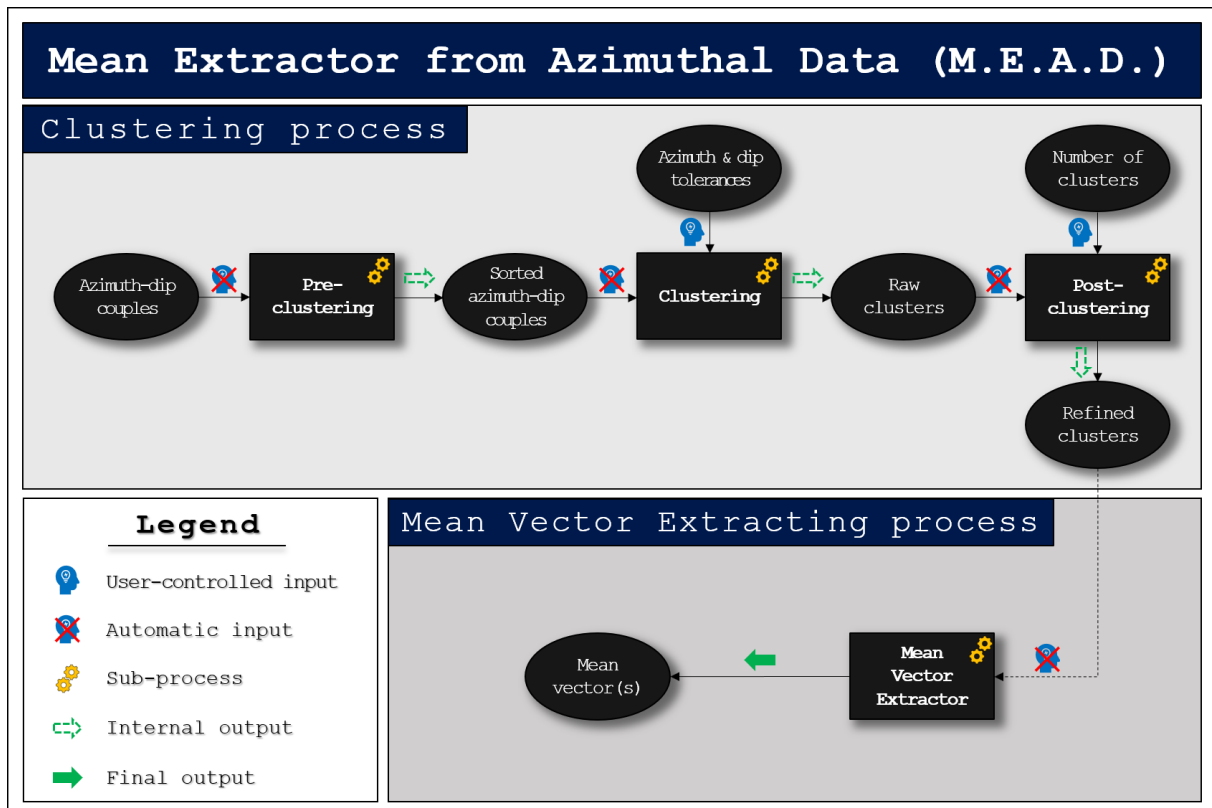 Mean Extractor from Azimuthal Data (M.E.A.D.)
Clustering process
Azimuth & dip
tolerances
Number of
clusters
Azimuth-dip
couples
Pre-
clustering
Sorted
azimuth-dip
couples
Clustering
Raw
clusters
Post-
clustering
Refined
clusters
Legend
User-controlled input
Automatic input
Sub-process
Internal output
Final output
Mean Vector Extracting process
Mean
vector(s)
Mean
Vector
Extractor